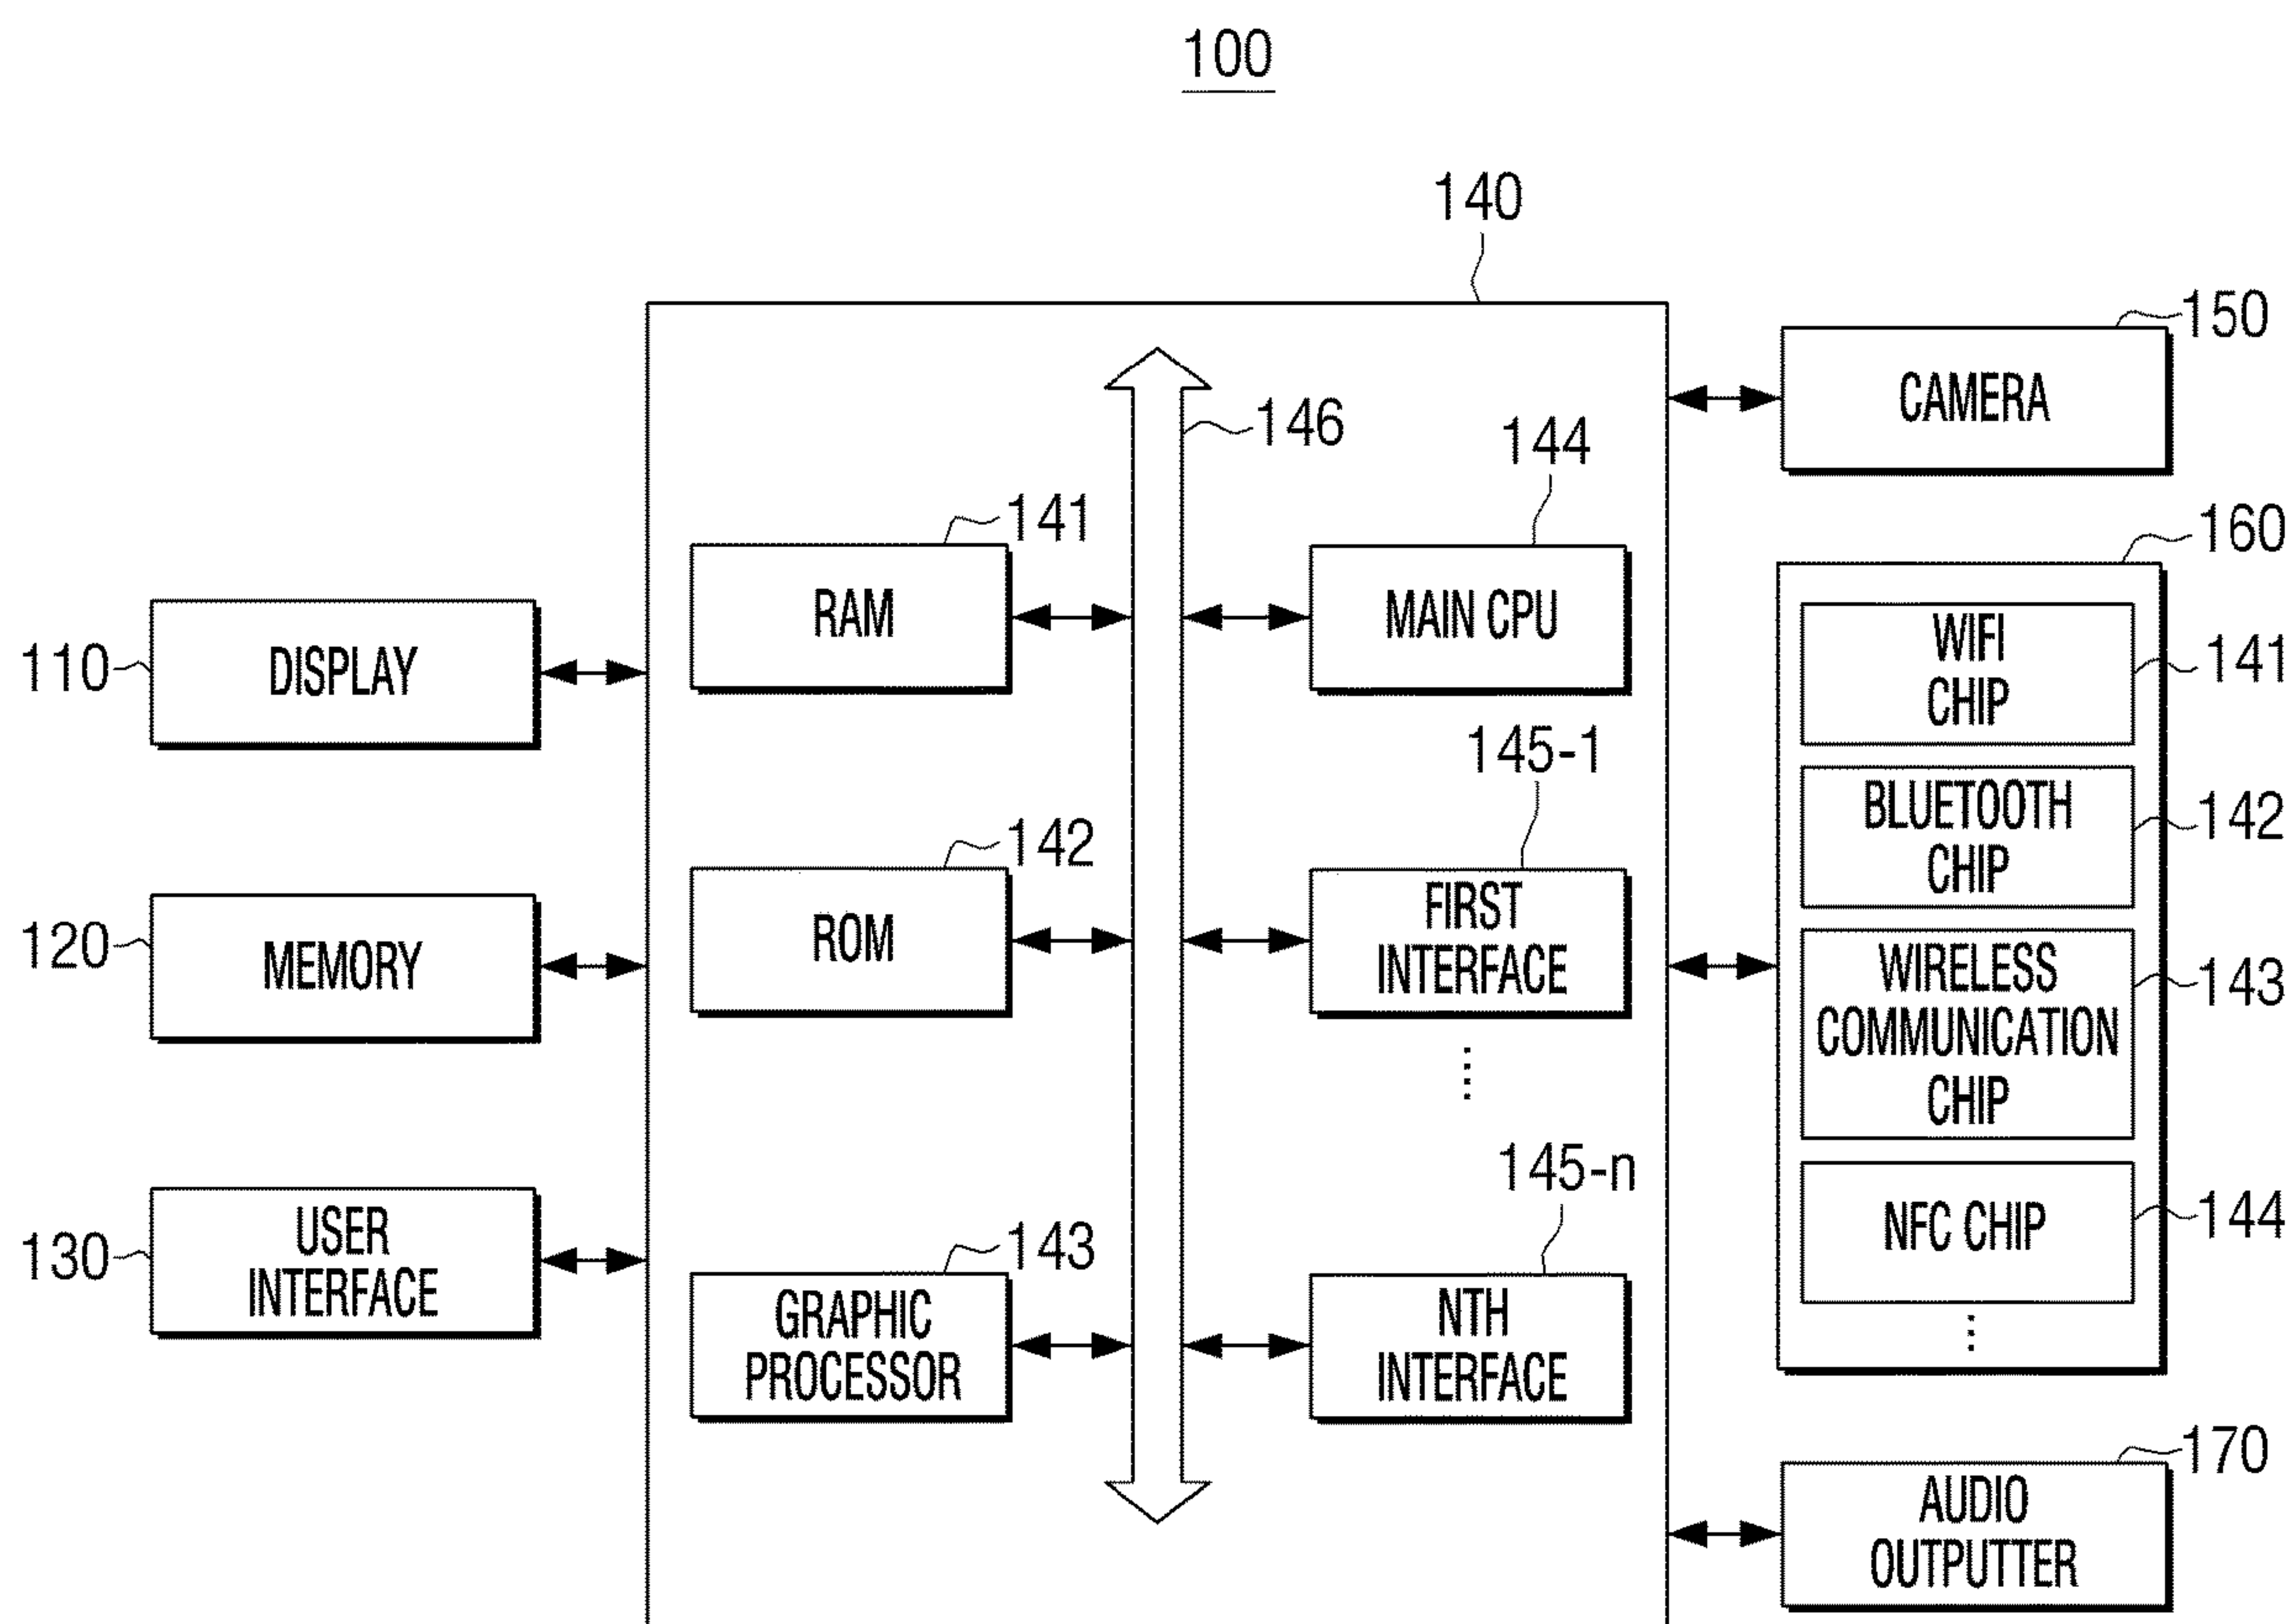 100
140
110
DISPLAY
120
MEMORY
130
USER
INTERFACE
146
141
RAM
142
ROM
143
GRAPHIC
PROCESSOR
144
MAIN CPU
145-1
FIRST
INTERFACE
145-n
NTH
INTERFACE
150
CAMERA
160
WIFI
CHIP
141
BLUETOOTH
CHIP
142
WIRELESS
COMMUNICATION
CHIP
143
NFC CHIP
144
170
AUDIO
OUTPUTTER